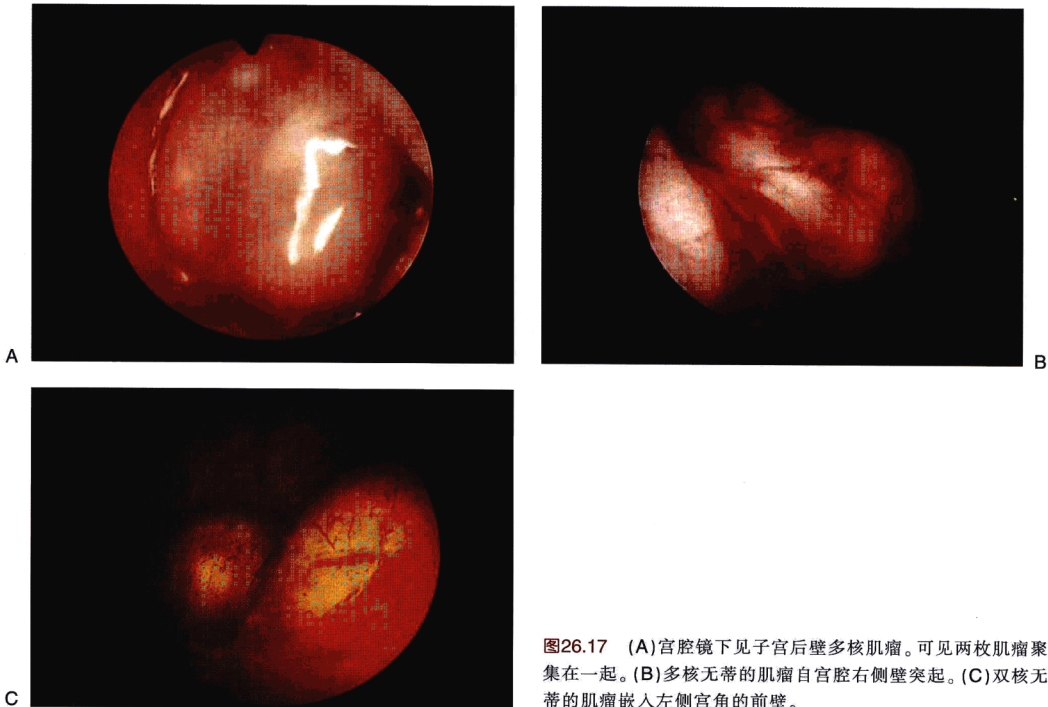 A
B
C
图26.17 (A)宫腔镜下见子宫后壁多核肌瘤。可见两枚肌瘤聚
集在一起。(B)多核无蒂的肌瘤自宫腔右侧壁突起。(C)双核无
蒂的肌瘤嵌入左侧宫角的前壁。